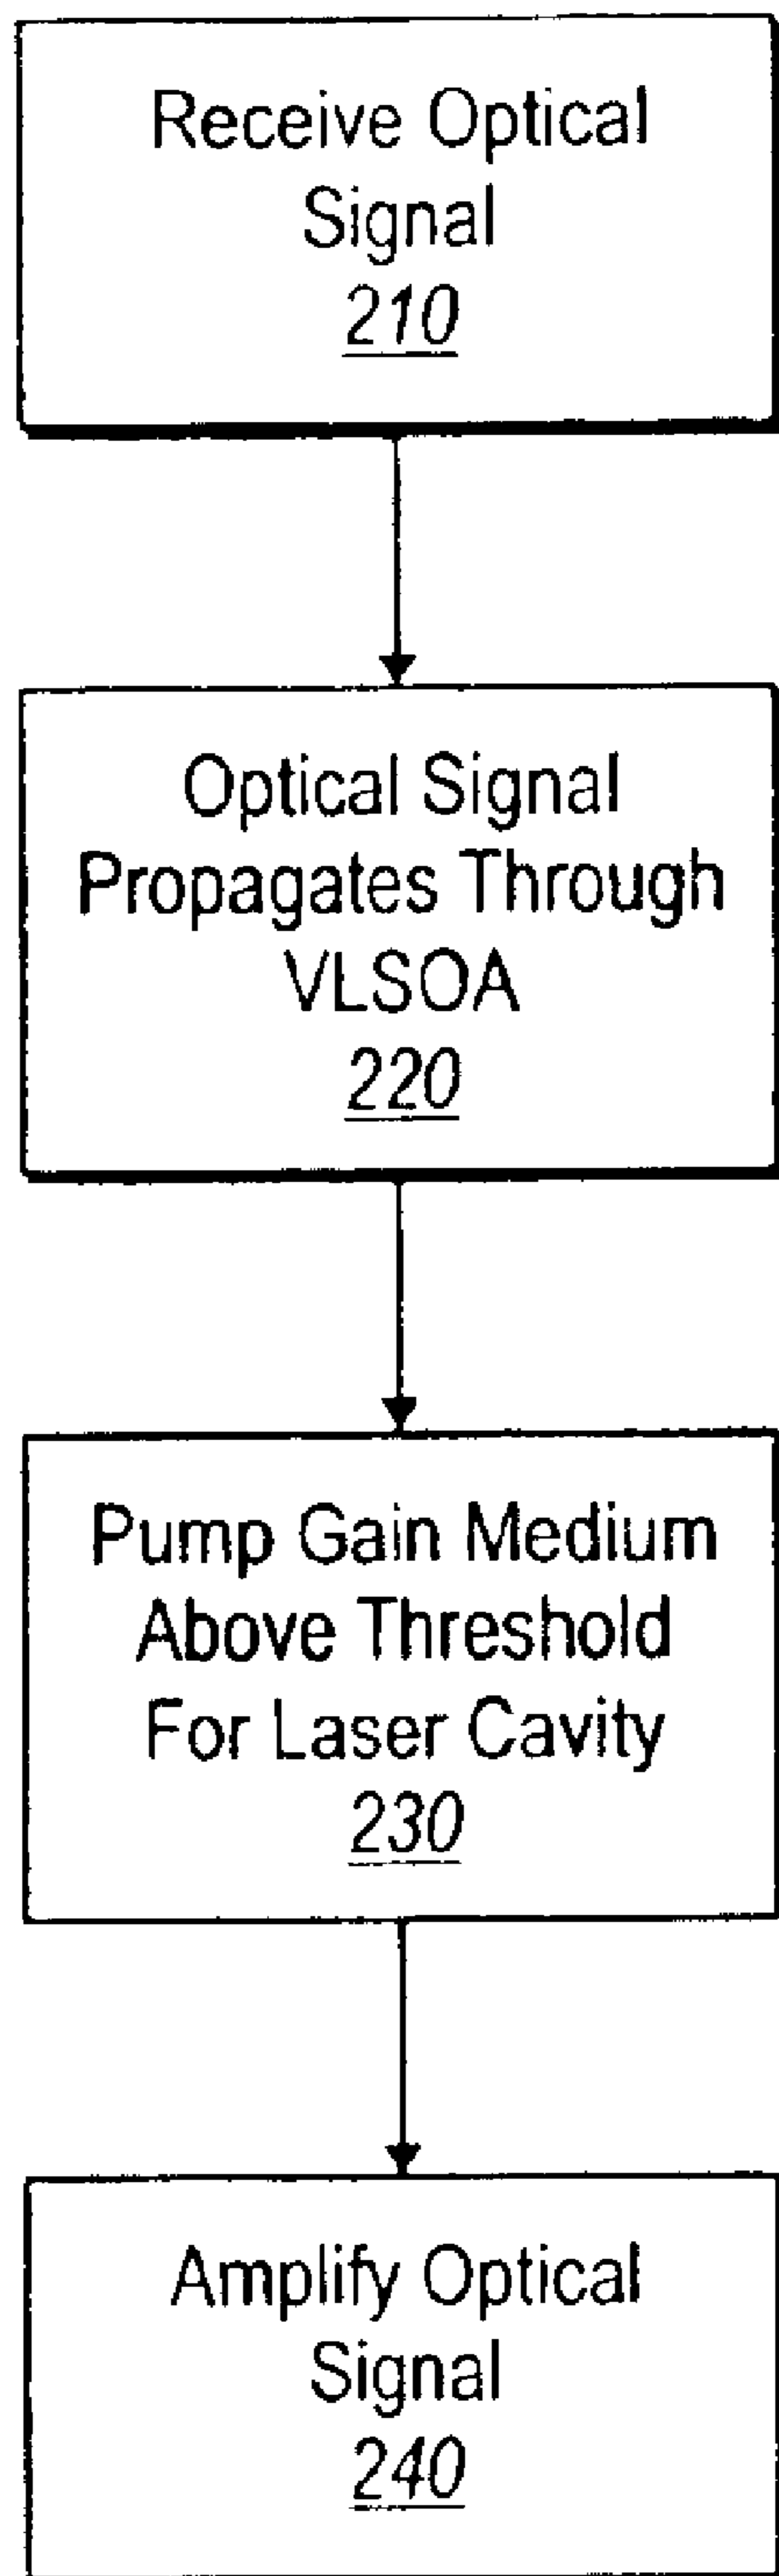 Receive Optical
Signal
210
Optical Signal
Propagates Through
VLSOA
220
Pump Gain Medium
Above Threshold
For Laser Cavity
230
Amplify Optical
Signal
240